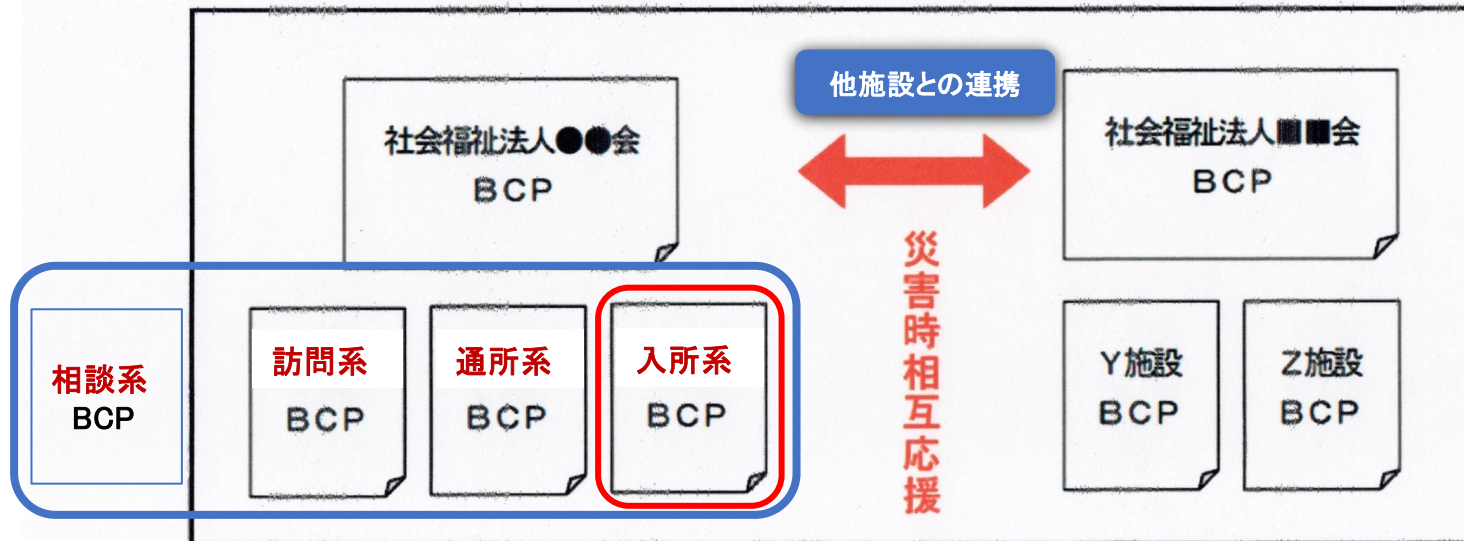 他施設との連携
社会福祉法人●●会
BCP
社会福祉法人■■会
BCP
災害時相互応援
相談系
BCP
訪問系
BCP
通所系
BCP
入所系
BCP
Y施設
BCP
Z施設
BCP